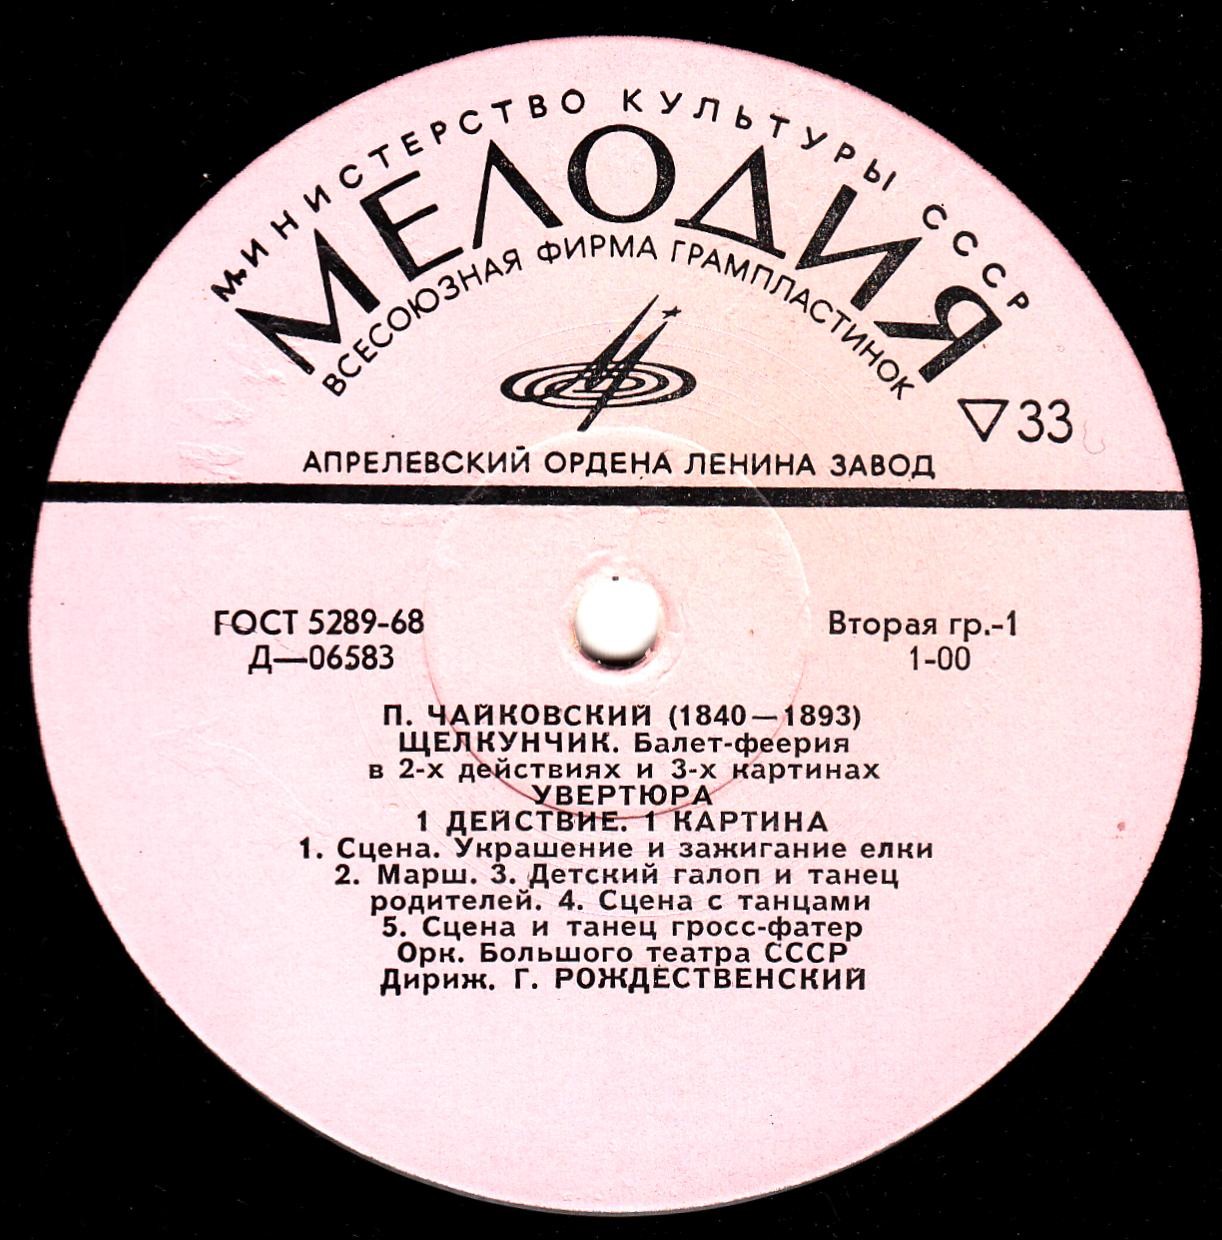 МИНИСТЕРСТВО КУЛЬТУРЫ СССР
МЕЛОДИЯ
ВСЕСОЮЗНАЯ ФИРМА ГРАМПЛАСТИНОК
▽33
АПРЕЛЕВСКИЙ ОРДЕНА ЛЕНИНА ЗАВОД
ГОСТ 5289-68
Д—06583
Вторая гр.-1
1-00
П. ЧАЙКОВСКИЙ (1840—1893)
ЩЕЛКУНЧИК. Балет-феерия
в 2-х действиях и 3-х картинах
УВЕРТЮРА
1 ДЕЙСТВИЕ. 1 КАРТИНА
1. Сцена. Украшение и зажигание елки
2. Марш. 3. Детский галоп и танец
родителей. 4. Сцена с танцами
5. Сцена и танец гросс-фатер
Орк. Большого театра СССР
Дириж. Г. РОЖДЕСТВЕНСКИЙ